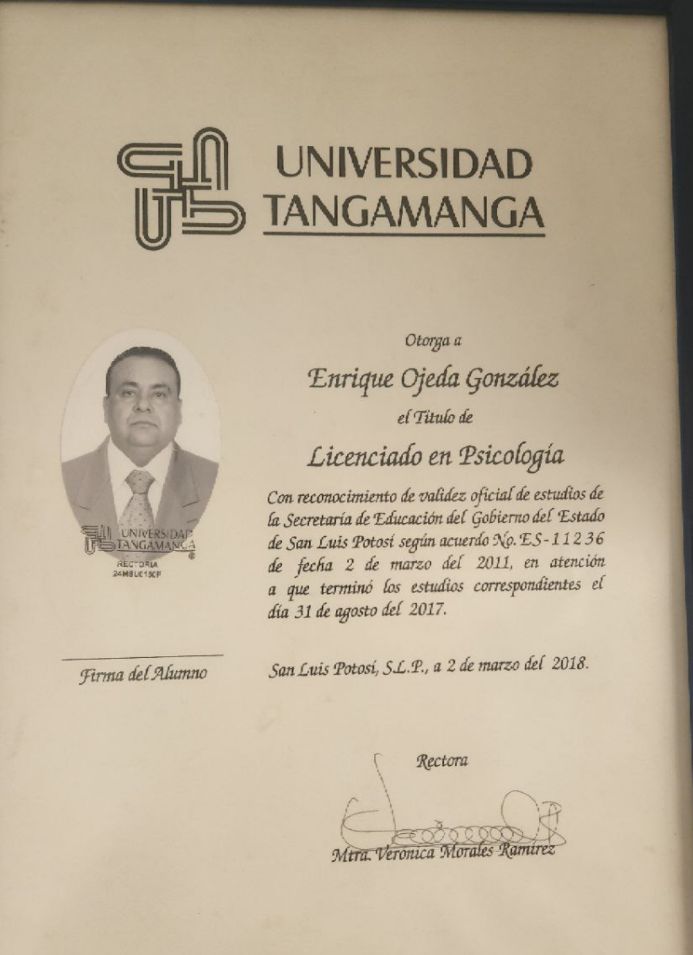 UNIVERSIDAD
TANGAMANGA
Otorga a
Enrique Ojeda González
el Título de
Licenciado en Psicología
Con reconocimiento de validez oficial de estudios de
la Secretaría de Educación del Gobierno del Estado
de San Luis Potosí según acuerdo No. ES-11236
de fecha 2 de marzo del 2011, en atención
a que terminó los estudios correspondientes el
día 31 de agosto del 2017.
UNIVERSIDAD
TANGAMANGA
RECTORIA
Firma del Alumno
San Luis Potosí, S.L.P., a 2 de marzo del 2018.
Rectora
Mtra. Verónica Morales Ramírez